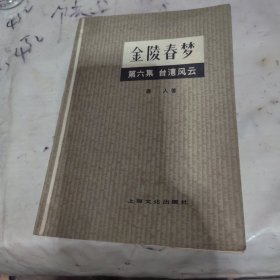 金陵春梦
第六集 台湾风云
唐人著
上海文化出版社